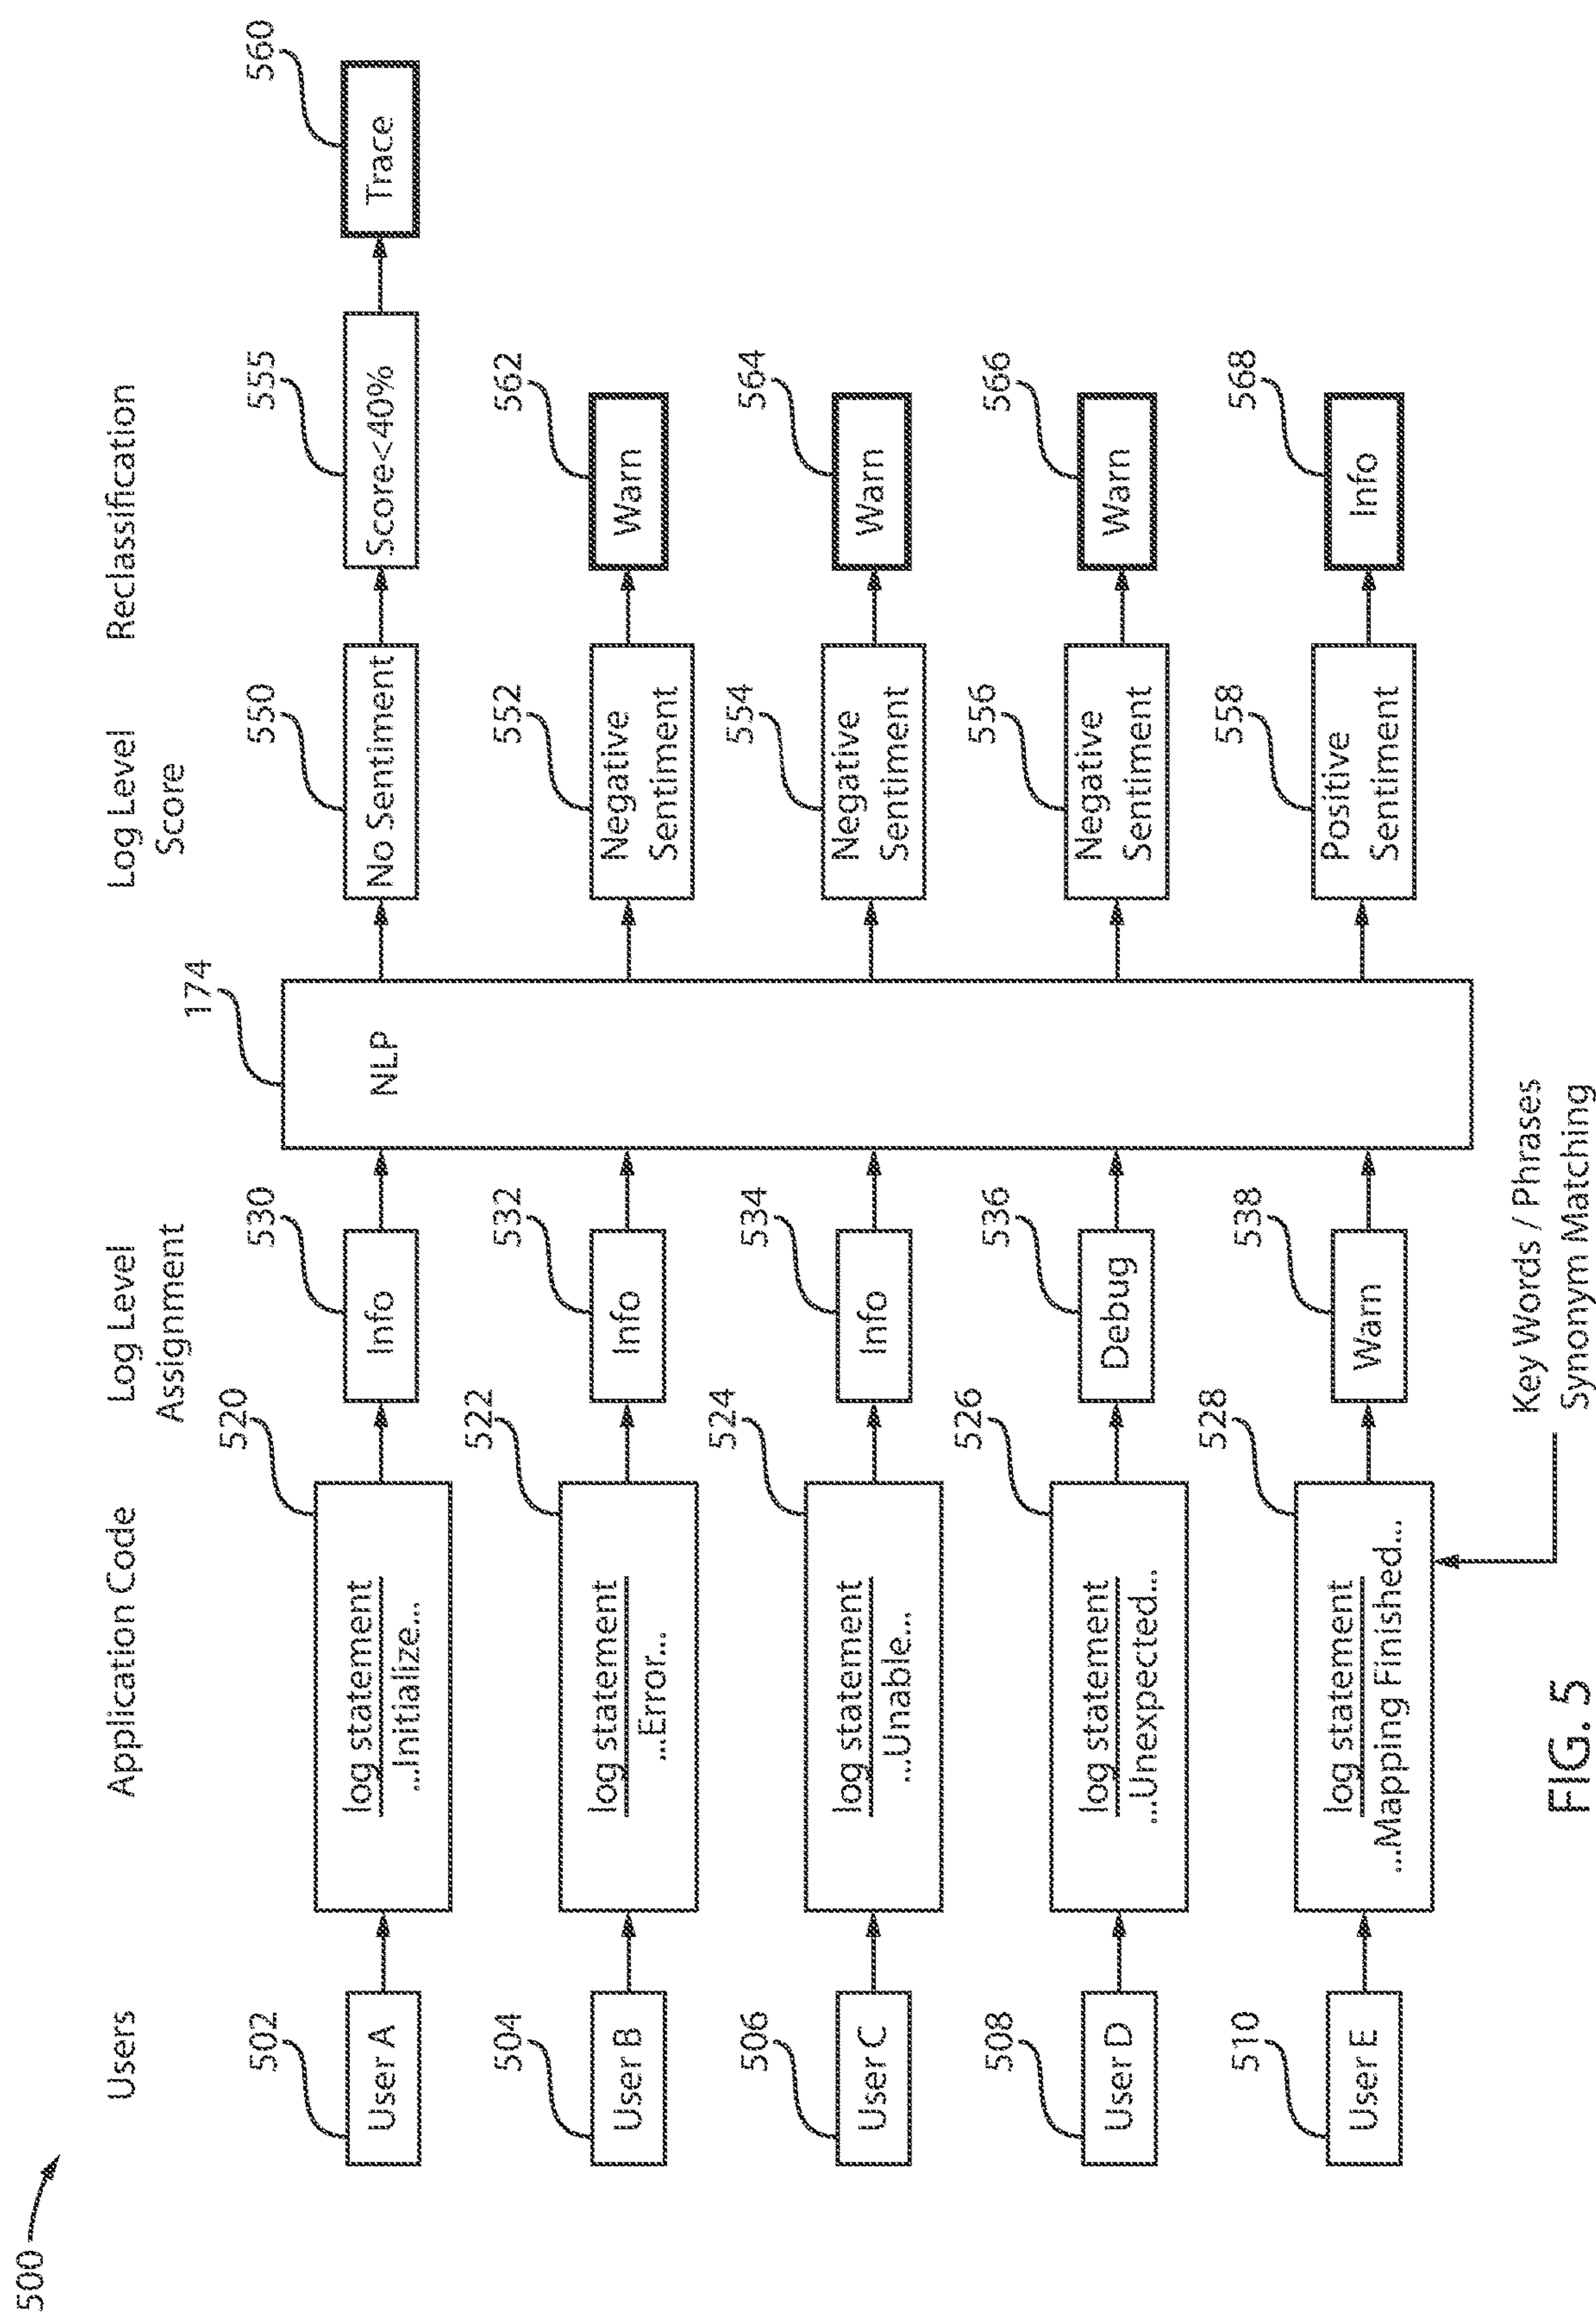 500
Users
Application Code
Log Level
Assignment
Log Level
Score
Reclassification
502
User A
520
log statement
...Initialize...
530
Info
174
NLP
550
No Sentiment
555
Score<40%
560
Trace
504
User B
522
log statement
...Error...
532
Info
552
Negative
Sentiment
562
Warn
506
User C
524
log statement
...Unable...
534
Info
554
Negative
Sentiment
564
Warn
508
User D
526
log statement
...Unexpected...
536
Debug
556
Negative
Sentiment
566
Warn
510
User E
528
log statement
...Mapping Finished...
538
Warn
558
Positive
Sentiment
568
Info
Key Words / Phrases
Synonym Matching
FIG. 5